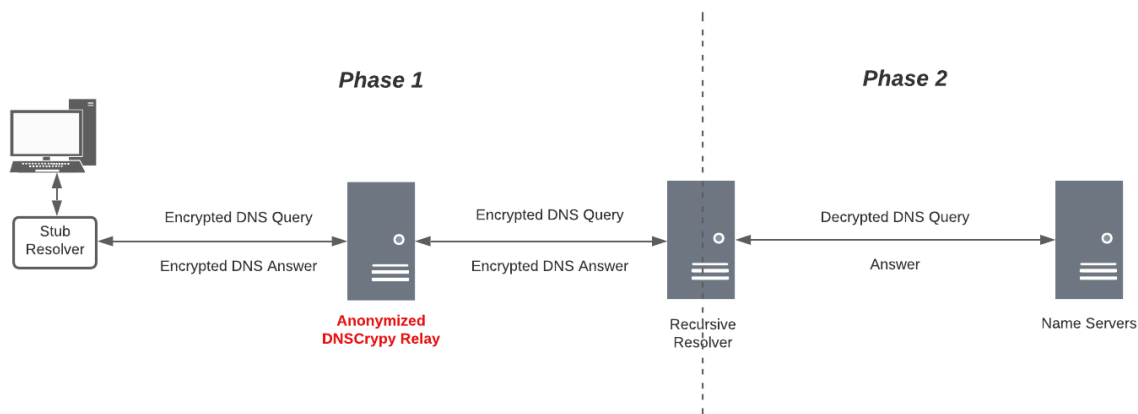 Phase 1
Phase 2
Stub
Resolver
Encrypted DNS Query
Encrypted DNS Answer
Anonymized
DNSCrypy Relay
Encrypted DNS Query
Encrypted DNS Answer
Recursive
Resolver
Decrypted DNS Query
Answer
Name Servers